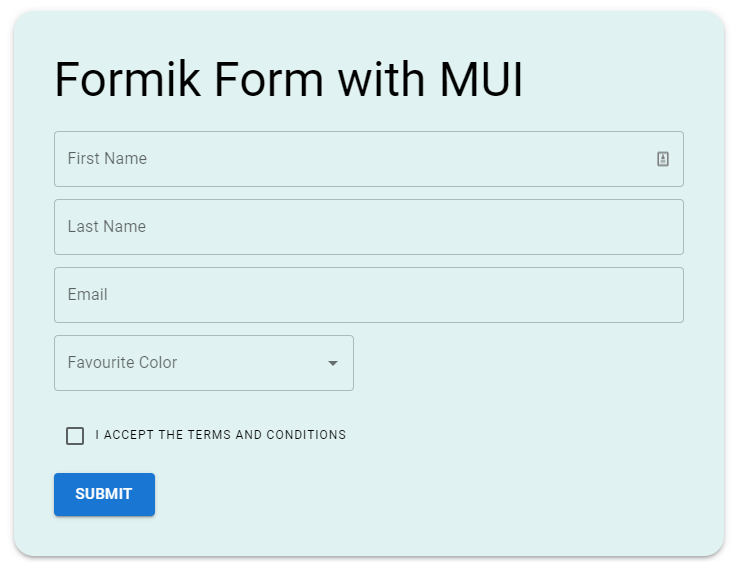 Formik Form with MUI
First Name
Last Name
Email
Favourite Color
I ACCEPT THE TERMS AND CONDITIONS
SUBMIT